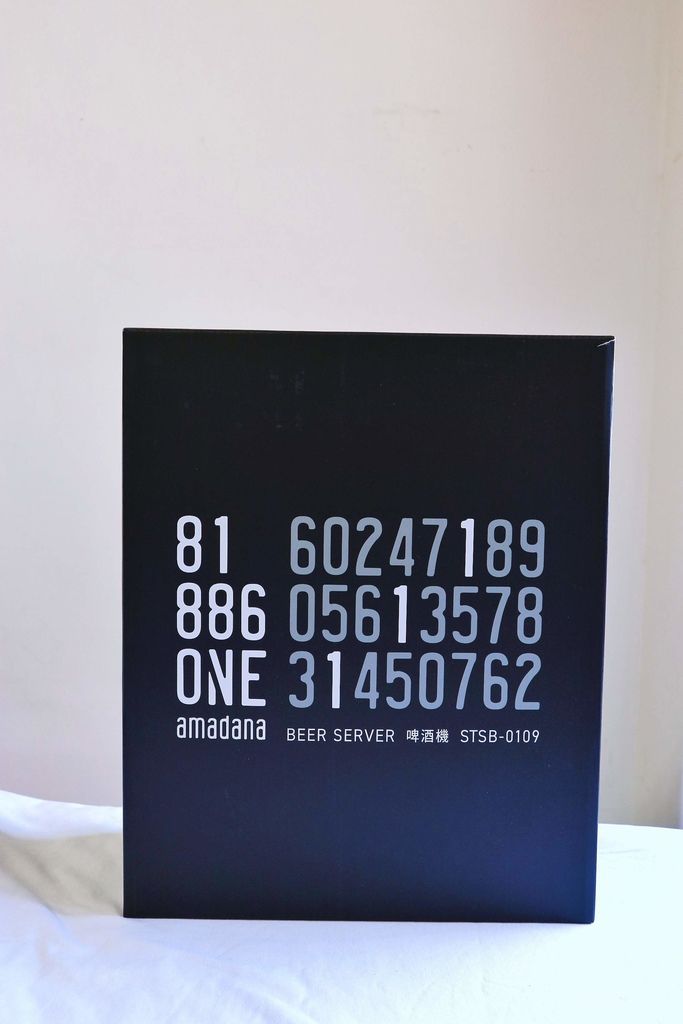 81 60247189
886 05613578
ONE 31450762
amadana BEER SERVER 啤酒機 STSB-0109